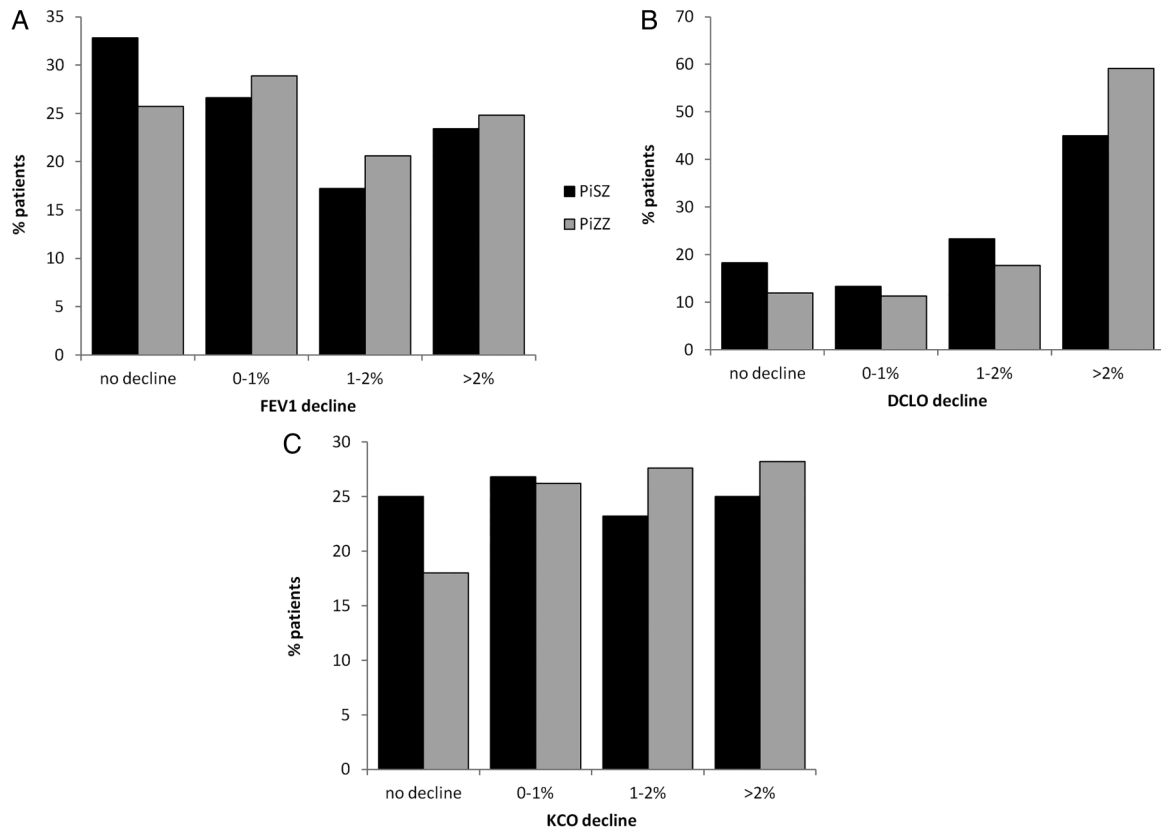 A
35
30
25
20
15
10
5
0
% patients
no decline 0-1% 1-2% >2%
FEV1 decline
PiSZ
PiZZ
B
70
60
50
40
30
20
10
0
% patients
no decline 0-1% 1-2% >2%
DCLO decline
C
30
25
20
15
10
5
0
% patients
no decline 0-1% 1-2% >2%
KCO decline